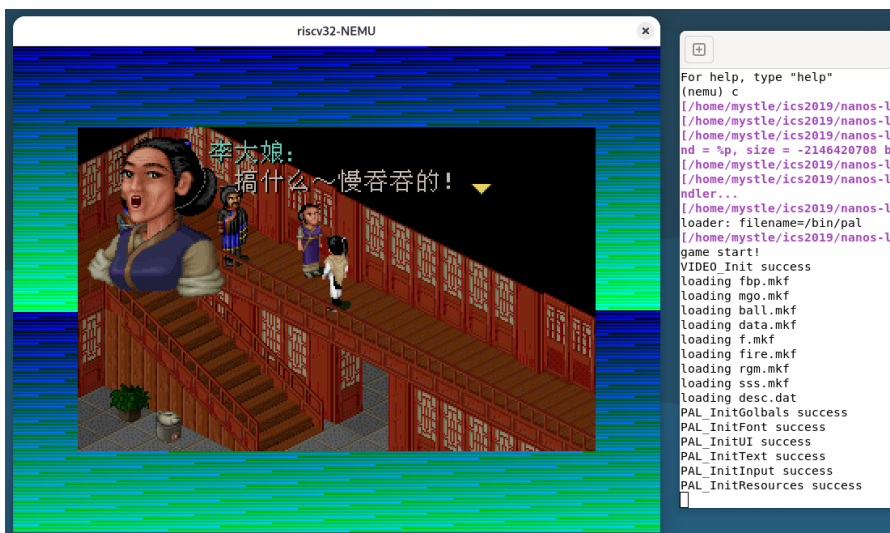 riscv32-NEMU
李大娘:
搞什么～慢吞吞的!
For help, type "help"
(nemu) c
[/home/mystle/ics2019/nanos-l
[/home/mystle/ics2019/nanos-l
[/home/mystle/ics2019/nanos-l
nd = %p, size = -2146420708 b
[/home/mystle/ics2019/nanos-l
[/home/mystle/ics2019/nanos-l
ndler...
[/home/mystle/ics2019/nanos-l
loader: filename=/bin/pal
[/home/mystle/ics2019/nanos-l
game start!
VIDEO_Init success
loading fbp.mkf
loading mgo.mkf
loading ball.mkf
loading data.mkf
loading f.mkf
loading fire.mkf
loading rgm.mkf
loading sss.mkf
loading desc.dat
PAL_InitGolbals success
PAL_InitFont success
PAL_InitUI success
PAL_InitText success
PAL_InitInput success
PAL_InitResources success